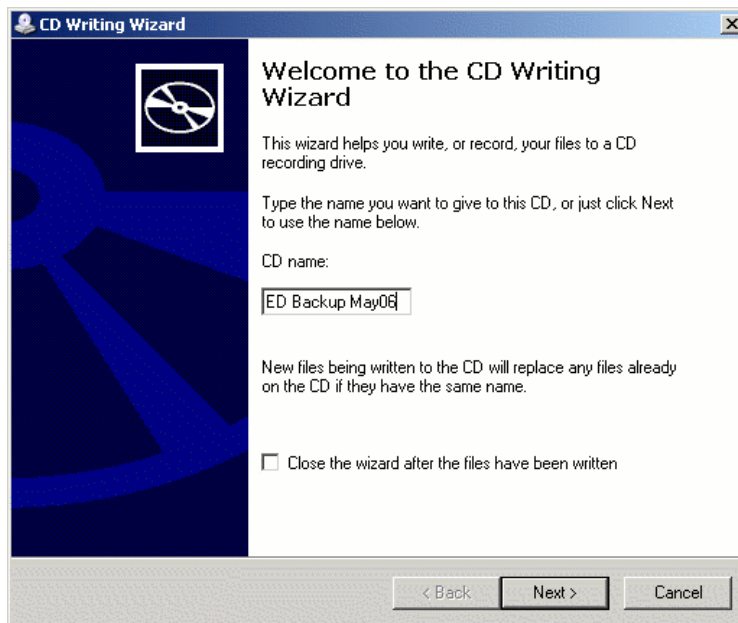 CD Writing Wizard
Welcome to the CD Writing
Wizard
This wizard helps you write, or record, your files to a CD
recording drive.
Type the name you want to give to this CD, or just click Next
to use the name below.
CD name:
ED Backup May06
New files being written to the CD will replace any files already
on the CD if they have the same name.
Close the wizard after the files have been written
< Back Next > Cancel